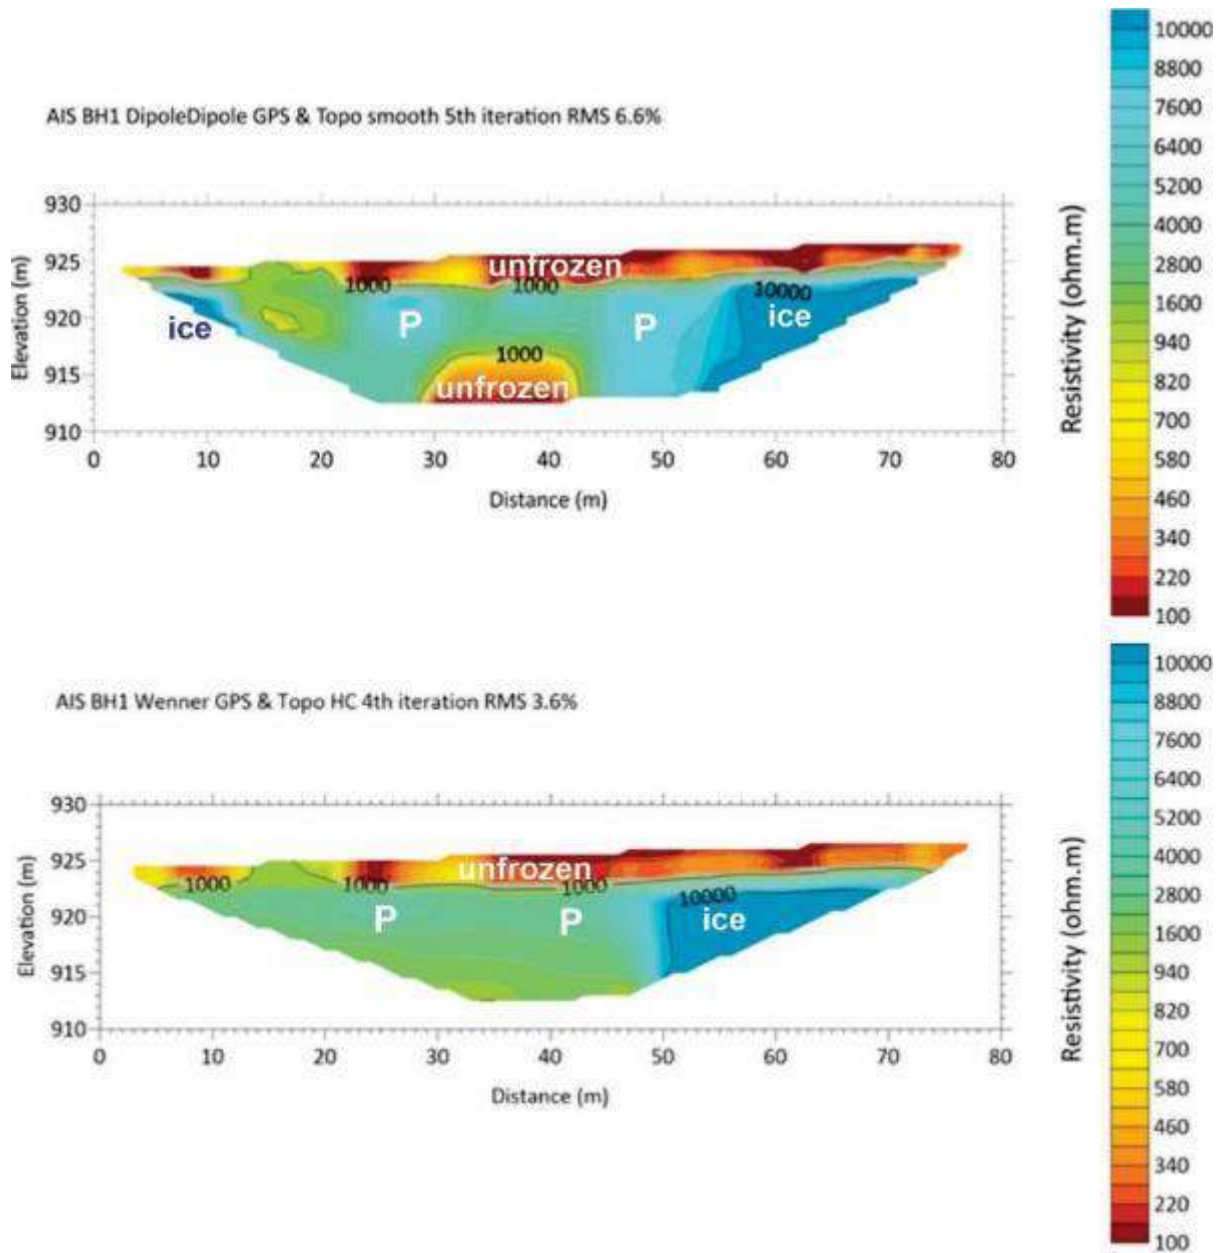 AIS BH1 DipoleDipole GPS & Topo smooth 5th iteration RMS 6.6%
930
925
920
915
910
Elevation (m)
unfrozen
1000
1000
10000
ice
P
P
ice
1000
unfrozen
0 10 20 30 40 50 60 70 80
Distance (m)
Resistivity (ohm.m)
10000
8800
7600
6400
5200
4000
2800
1600
940
820
700
580
460
340
220
100
AIS BH1 Wenner GPS & Topo HC 4th iteration RMS 3.6%
930
925
920
915
910
Elevation (m)
unfrozen
1000
1000
1000
10000
P
P
ice
0 10 20 30 40 50 60 70 80
Distance (m)
Resistivity (ohm.m)
10000
8800
7600
6400
5200
4000
2800
1600
940
820
700
580
460
340
220
100